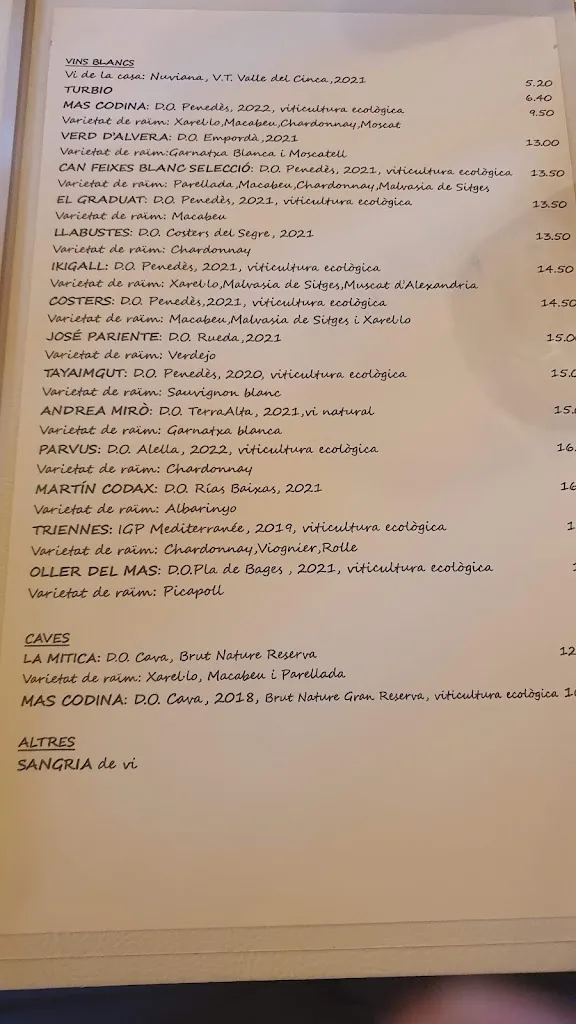 VINS BLANCS
Vi de la casa: Nuviana, V.T. Valle del Cinca,2021 5.20
TURBIO 6.40
MAS CODINA: D.O. Penedès, 2022, viticultura ecològica 9.50
Varietat de raïm: Xarel·lo,Macabeu,Chardonnay,Moscat
VERD D'ALVERA: D.O. Empordà,2021 13.00
Varietat de raïm:Garnatxa Blanca i Moscatell
CAN FEIXES BLANC SELECCIÓ: D.O. Penedès, 2021, viticultura ecològica 13.50
Varietat de raïm: Parellada,Macabeu,Chardonnay,Malvasia de Sitges
EL GRADUAT: D.O. Penedès, 2021, viticultura ecològica 13.50
Varietat de raïm: Macabeu
LLABUSTES: D.O. Costers del Segre, 2021 13.50
Varietat de raïm: Chardonnay
IKIGALL: D.O. Penedès, 2021, viticultura ecològica 14.50
Varietat de raïm: Xarel·lo,Malvasia de Sitges,Muscat d'Alexandria
COSTERS: D.O. Penedès,2021, viticultura ecològica 14.50
Varietat de raïm: Macabeu,Malvasia de Sitges i Xarel·lo
JOSÉ PARIENTE: D.O. Rueda,2021 15.0
Varietat de raïm: Verdejo
TAYAIMGUT: D.O. Penedès, 2020, viticultura ecològica 15.0
Varietat de raïm: Sauvignon blanc
ANDREA MIRÒ: D.O. TerraAlta, 2021,vi natural 15.
Varietat de raïm: Garnatxa blanca
PARVUS: D.O. Alella, 2022, viticultura ecològica 16.
Varietat de raïm: Chardonnay
MARTÍN CODAX: D.O. Rías Baixas, 2021 16
Varietat de raïm: Albarinyo
TRIENNES: IGP Mediterranée, 2019, viticultura ecològica 1
Varietat de raïm: Chardonnay,Viognier,Rolle
OLLER DEL MAS: D.O.Pla de Bages , 2021, viticultura ecològica
Varietat de raïm: Picapoll
CAVES
LA MITICA: D.O. Cava, Brut Nature Reserva 12
Varietat de raïm: Xarel·lo, Macabeu i Parellada
MAS CODINA: D.O. Cava, 2018, Brut Nature Gran Reserva, viticultura ecològica 1
ALTRES
SANGRIA de vi